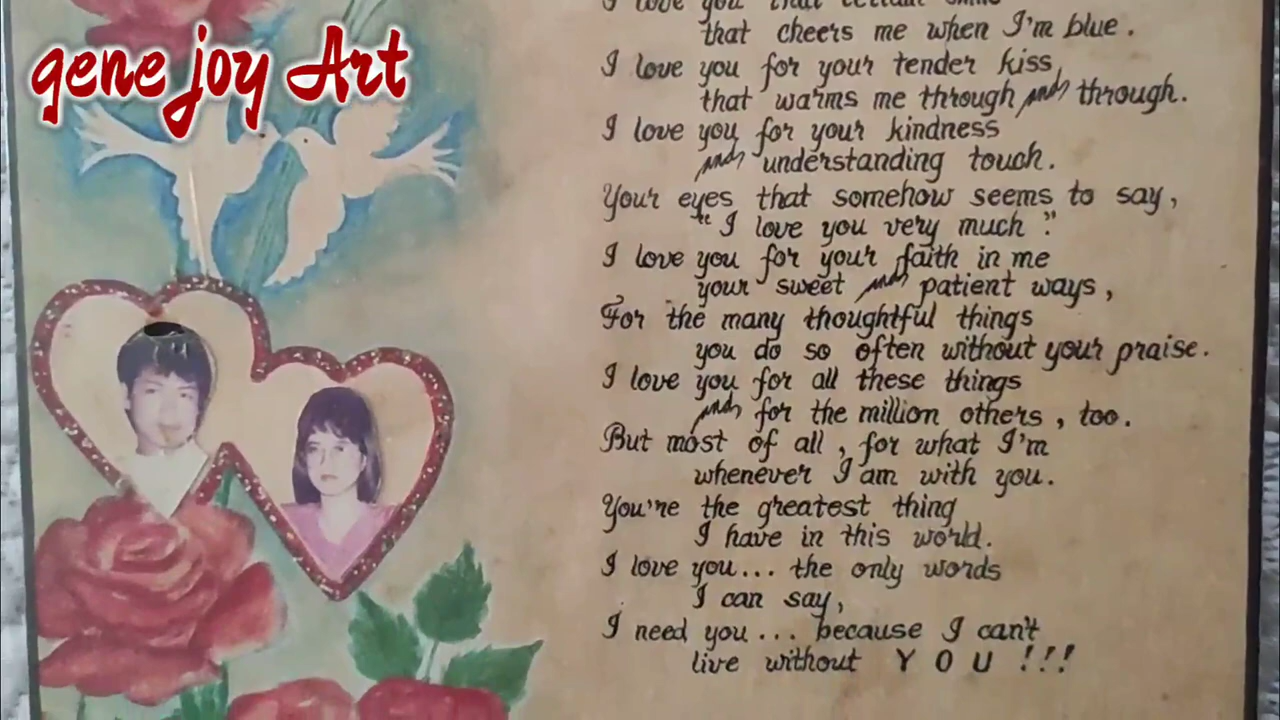 gene joy Art
I love you that certain smile
that cheers me when I'm blue.
I love you for your tender kiss
that warms me through and through.
I love you for your kindness
and understanding touch.
Your eyes that somehow seems to say,
"I love you very much".
I love you for your faith in me
your sweet and patient ways,
For the many thoughtful things
you do so often without your praise.
I love you for all these things
and for the million others, too.
But most of all, for what I'm
whenever I am with you.
You're the greatest thing
I have in this world.
I love you... the only words
I can say,
I need you... because I can't
live without YOU!!!